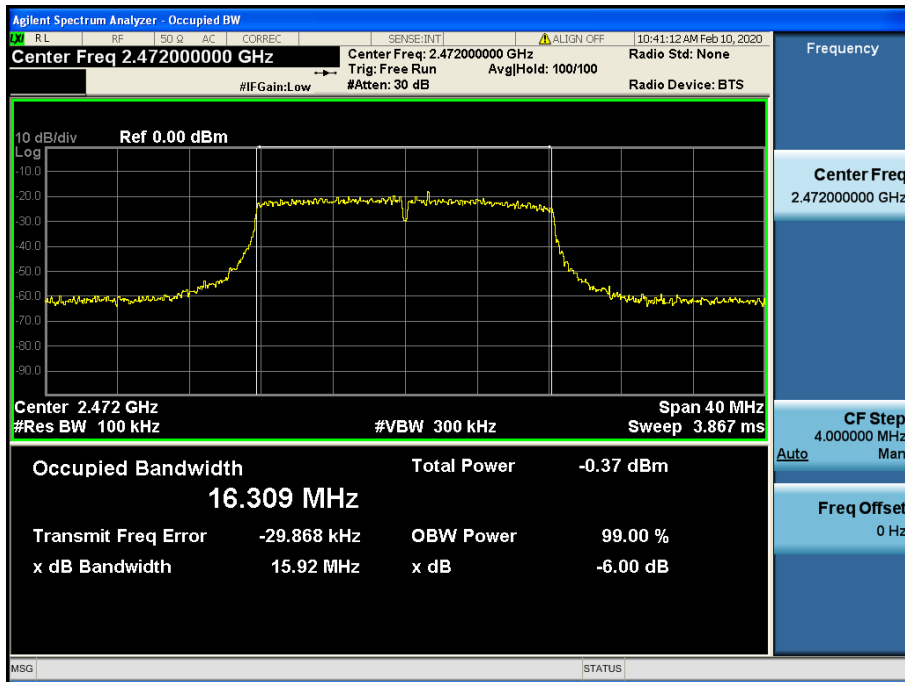 Agilent Spectrum Analyzer - Occupied BW
LXI RL RF 50 Ω AC CORREC SENSE:INT ALIGN OFF 10:41:12 AM Feb 10, 2020
Center Freq 2.472000000 GHz
Center Freq: 2.472000000 GHz
Radio Std: None
Trig: Free Run
Avg|Hold: 100/100
#IFGain:Low
#Atten: 30 dB
Radio Device: BTS
10 dB/div Ref 0.00 dBm
Log
-10.0
-20.0
-30.0
-40.0
-50.0
-60.0
-70.0
-80.0
-90.0
Center 2.472 GHz
Span 40 MHz
#Res BW 100 kHz
#VBW 300 kHz
Sweep 3.867 ms
Occupied Bandwidth
16.309 MHz
Total Power -0.37 dBm
Transmit Freq Error -29.868 kHz
OBW Power 99.00 %
x dB Bandwidth 15.92 MHz
x dB -6.00 dB
Frequency
Center Freq
2.472000000 GHz
CF Step
4.000000 MHz
Auto Man
Freq Offset
0 Hz
MSG
STATUS